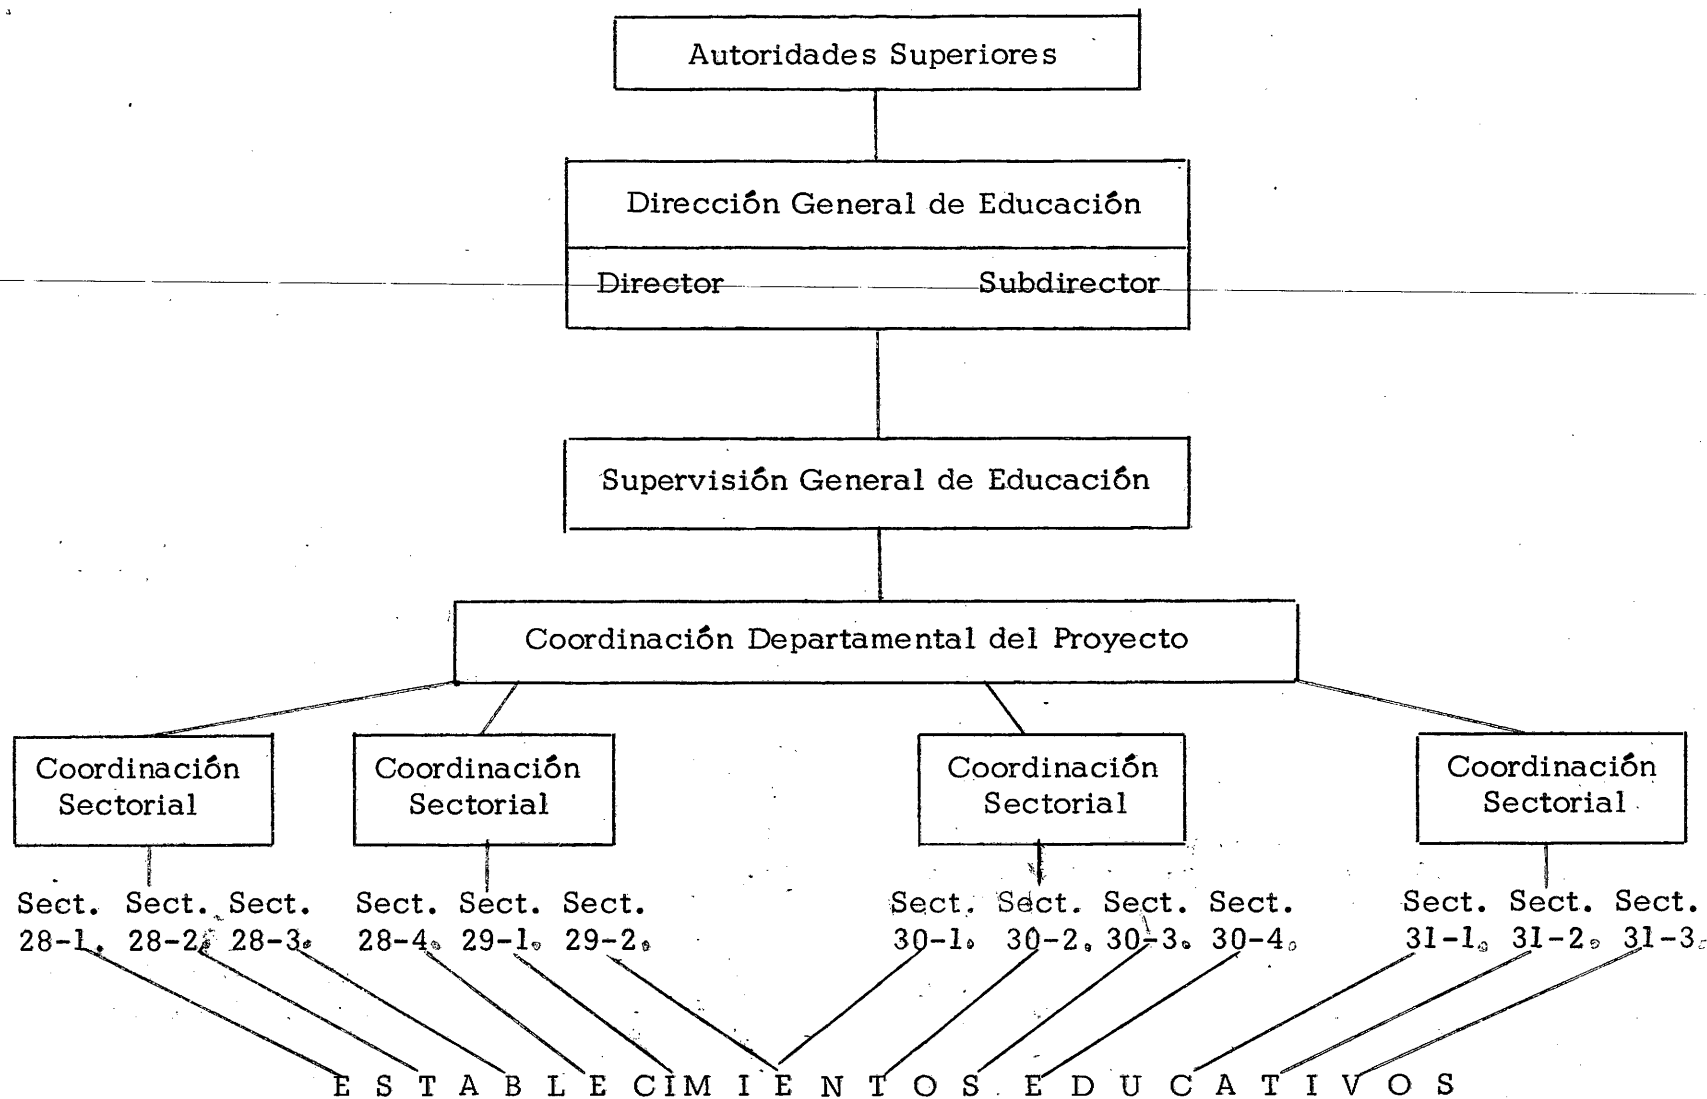 Autoridades Superiores
Dirección General de Educación
Director Subdirector
Supervisión General de Educación
Coordinación Departamental del Proyecto
Coordinación
Sectorial
Coordinación
Sectorial
Coordinación
Sectorial
Coordinación
Sectorial
Sect. Sect. Sect. Sect. Sect. Sect. Sect. Sect. Sect. Sect. Sect. Sect. Sect.
28-1. 28-2. 28-3. 28-4. 29-1. 29-2. 30-1. 30-2. 30-3. 30-4. 31-1. 31-2. 31-3.
E S T A B L E C I M I E N T O S E D U C A T I V O S